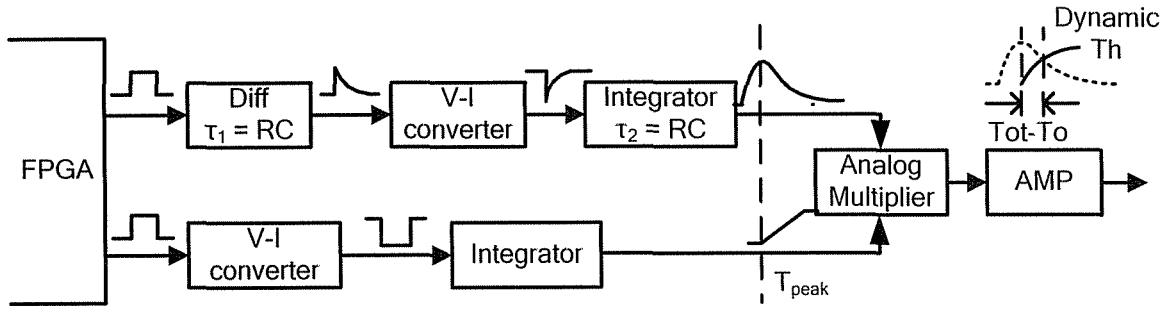 Dynamic
Th
Tot-To
FPGA
Diff
τ₁ = RC
V-I
converter
Integrator
τ₂ = RC
Analog
Multiplier
AMP
V-I
converter
Integrator
Tpeak